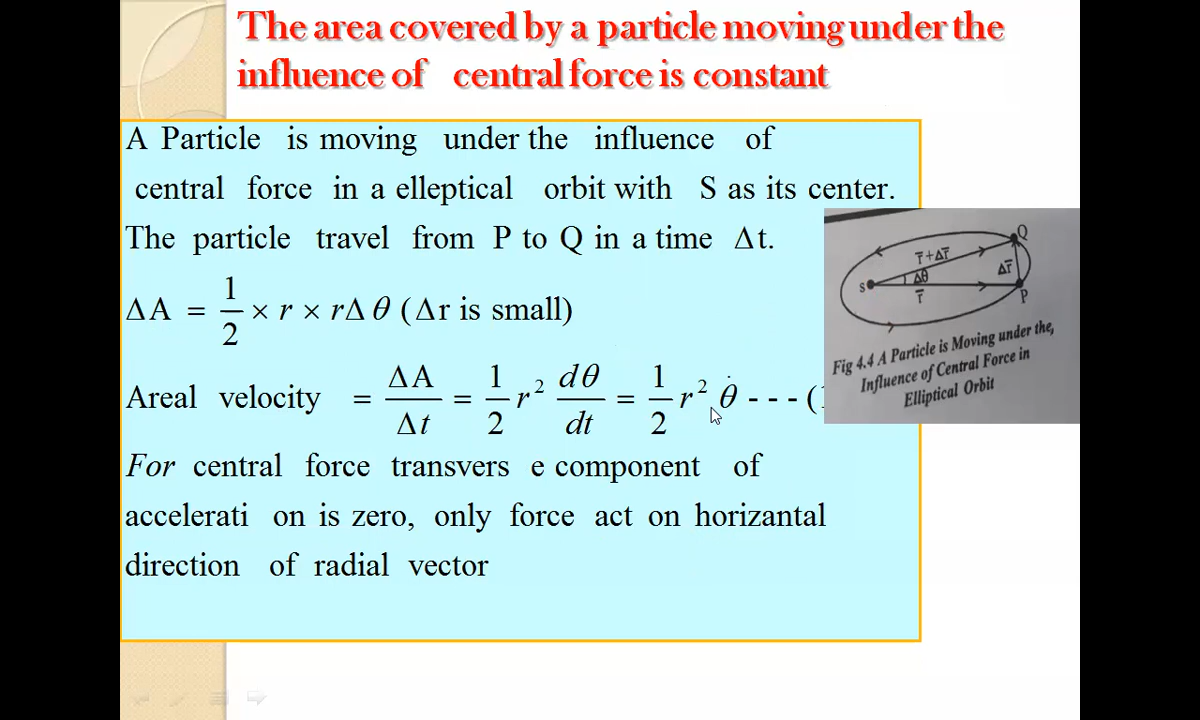 The area covered by a particle moving under the
influence of central force is constant
A Particle is moving under the influence of
central force in a elleptical orbit with S as its center.
The particle travel from P to Q in a time Δt.
ΔA = 1/2 × r × rΔθ (Δr is small)
Areal velocity = ΔA/Δt = 1/2 r² dθ/dt = 1/2 r² θ̇ - - - (
For central force transvers e component of
accelerati on is zero, only force act on horizantal
direction of radial vector
Q
r̅+Δr̅
Δr̅
S
Δθ
r̅
P
Fig 4.4 A Particle is Moving under the,
Influence of Central Force in
Elliptical Orbit